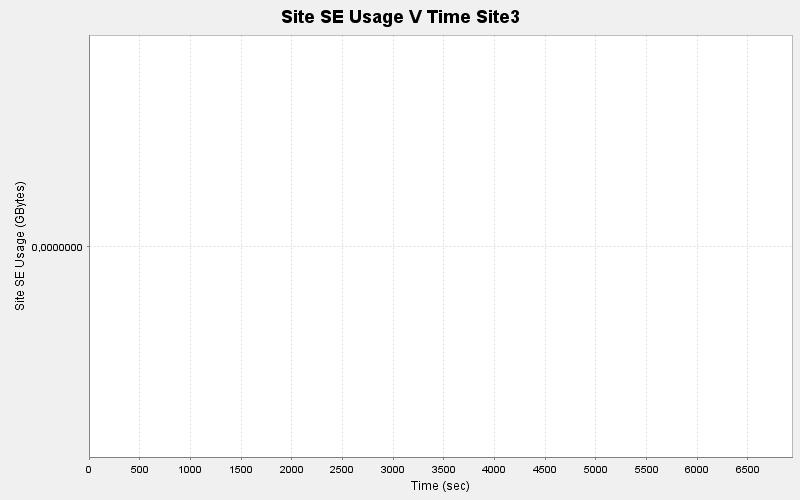 Site SE Usage V Time Site3
Site SE Usage (GBytes)
0,0000000
0 500 1000 1500 2000 2500 3000 3500 4000 4500 5000 5500 6000 6500
Time (sec)